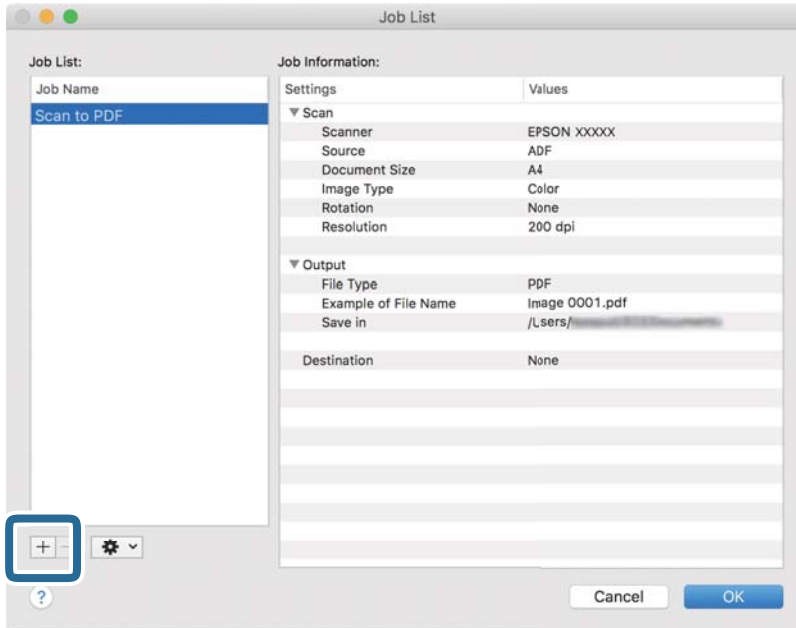 Job List
Job List:
Job Information:
Job Name
Settings Values
Scan to PDF
Scan
Scanner EPSON XXXXX
Source ADF
Document Size A4
Image Type Color
Rotation None
Resolution 200 dpi
Output
File Type PDF
Example of File Name Image 0001.pdf
Save in /Users/
Destination None
+ -
?
Cancel OK